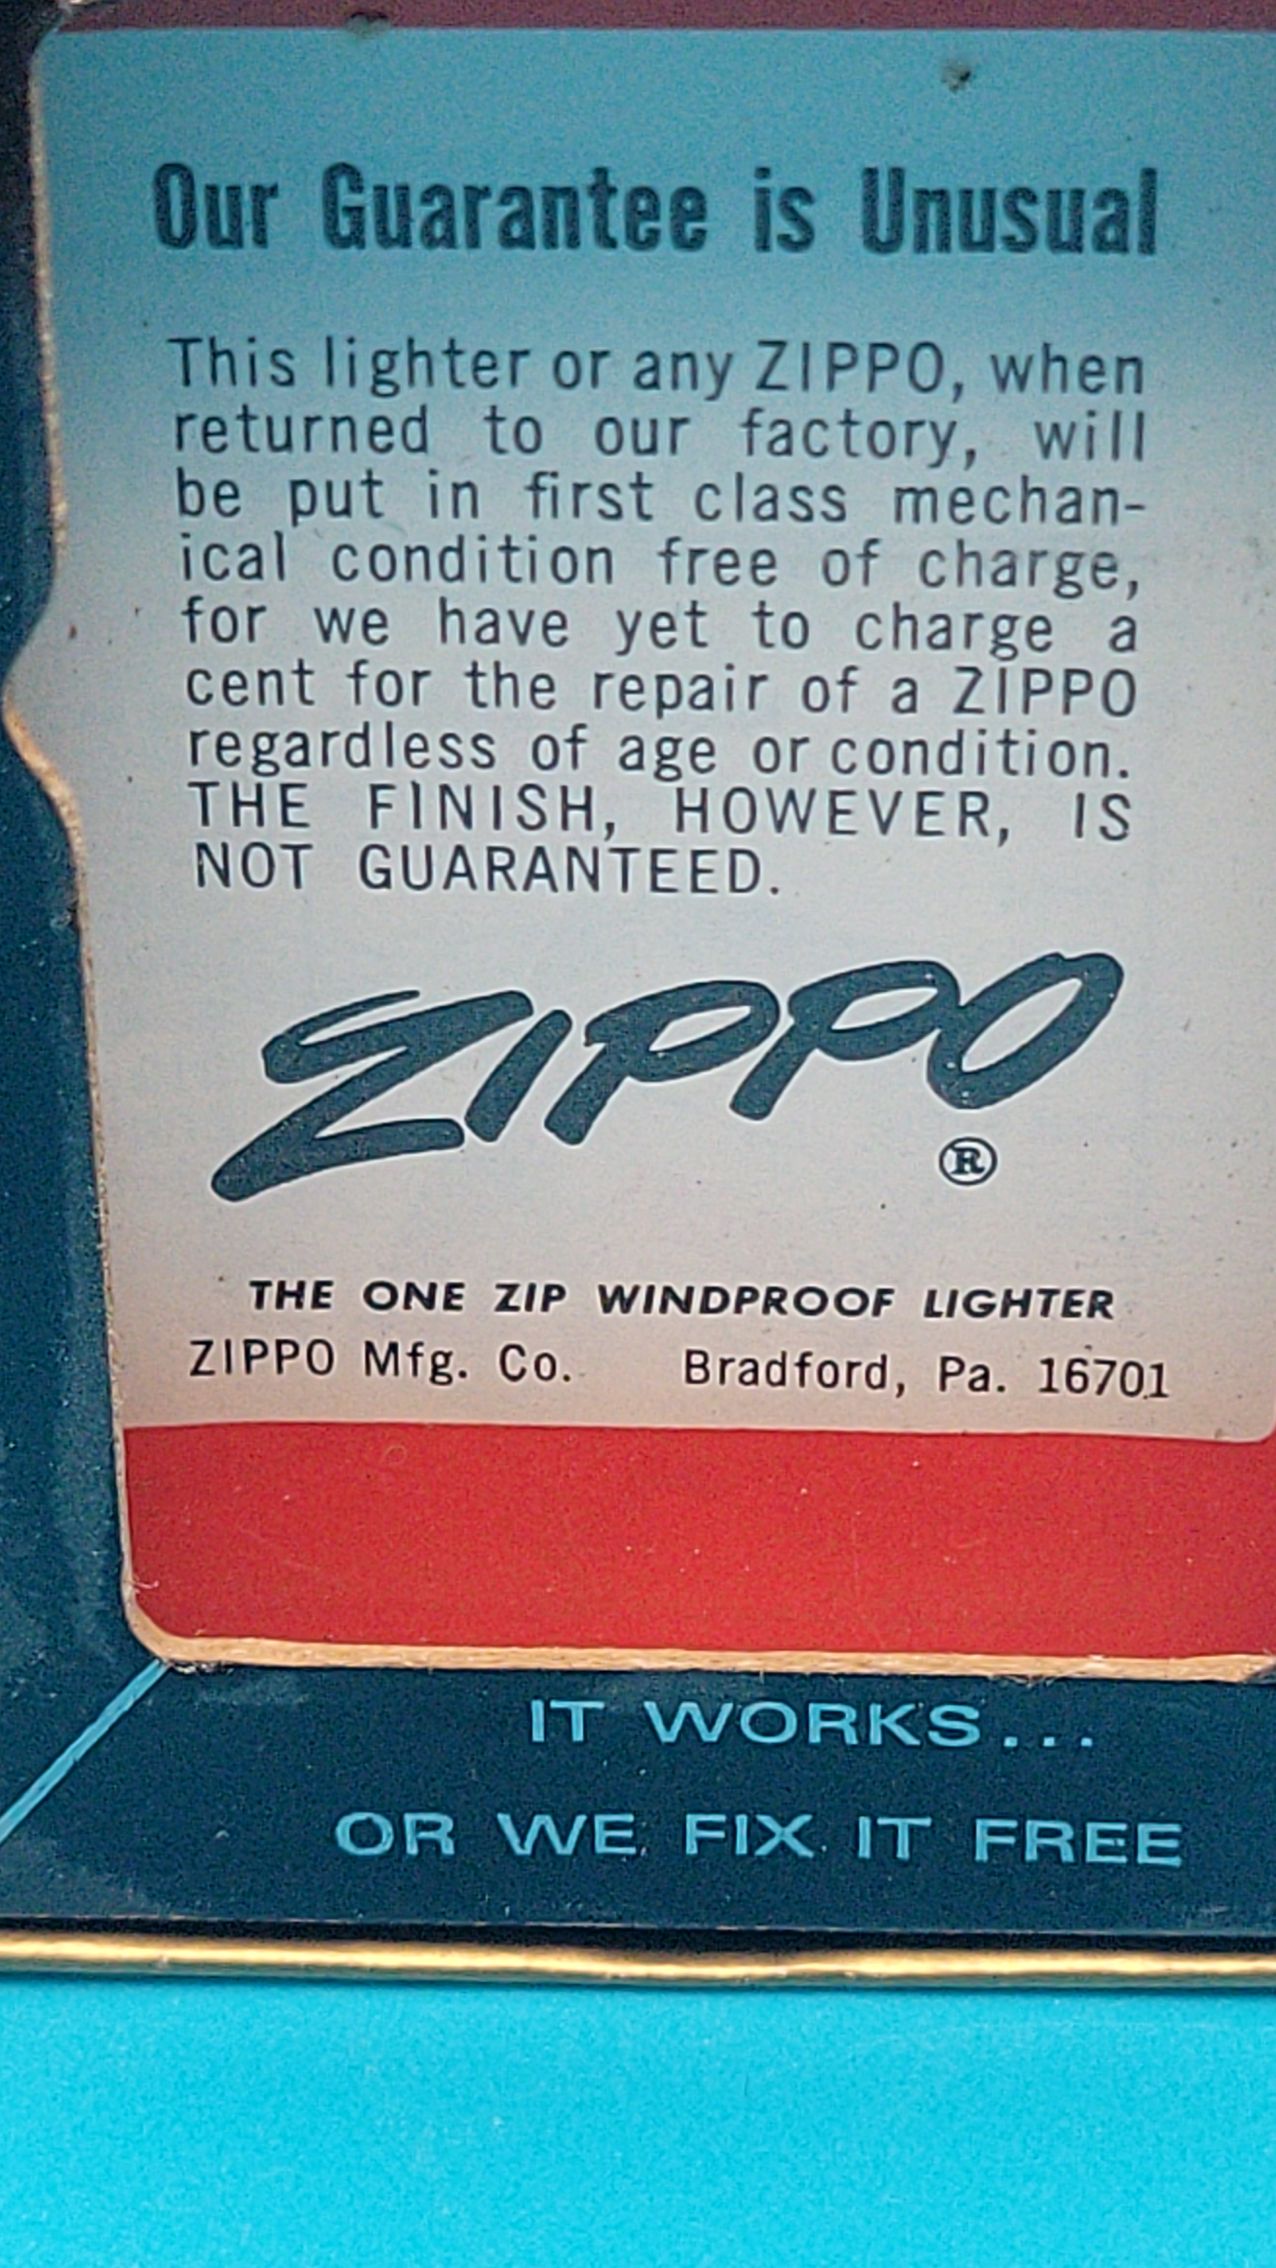 Our Guarantee is Unusual
This lighter or any ZIPPO, when
returned to our factory, will
be put in first class mechan-
ical condition free of charge,
for we have yet to charge a
cent for the repair of a ZIPPO
regardless of age or condition.
THE FINISH, HOWEVER, IS
NOT GUARANTEED.
ZIPPO
®
THE ONE ZIP WINDPROOF LIGHTER
ZIPPO Mfg. Co. Bradford, Pa. 16701
IT WORKS...
OR WE FIX IT FREE